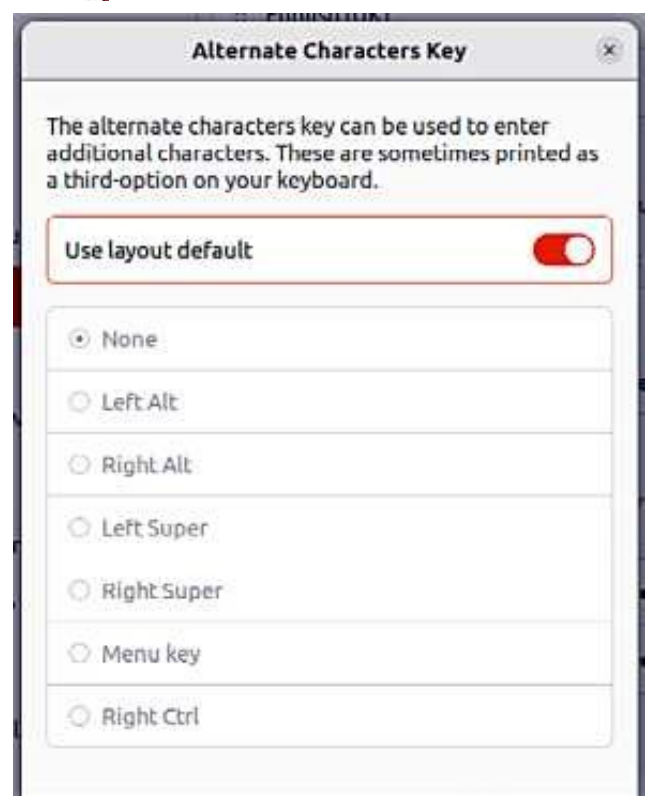 Alternate Characters Key
The alternate characters key can be used to enter
additional characters. These are sometimes printed as
a third-option on your keyboard.
Use layout default
None
Left Alt
Right Alt
Left Super
Right Super
Menu key
Right Ctrl